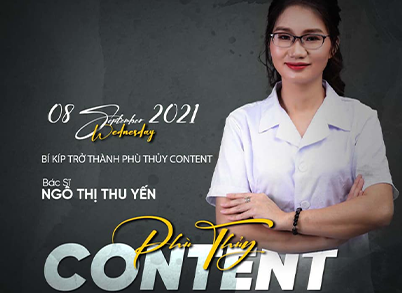 08 September 2021
Wednesday
BÍ KÍP TRỞ THÀNH PHÙ THỦY CONTENT
Bác Sĩ
NGÔ THỊ THU YẾN
Phù Thủy
CONTENT